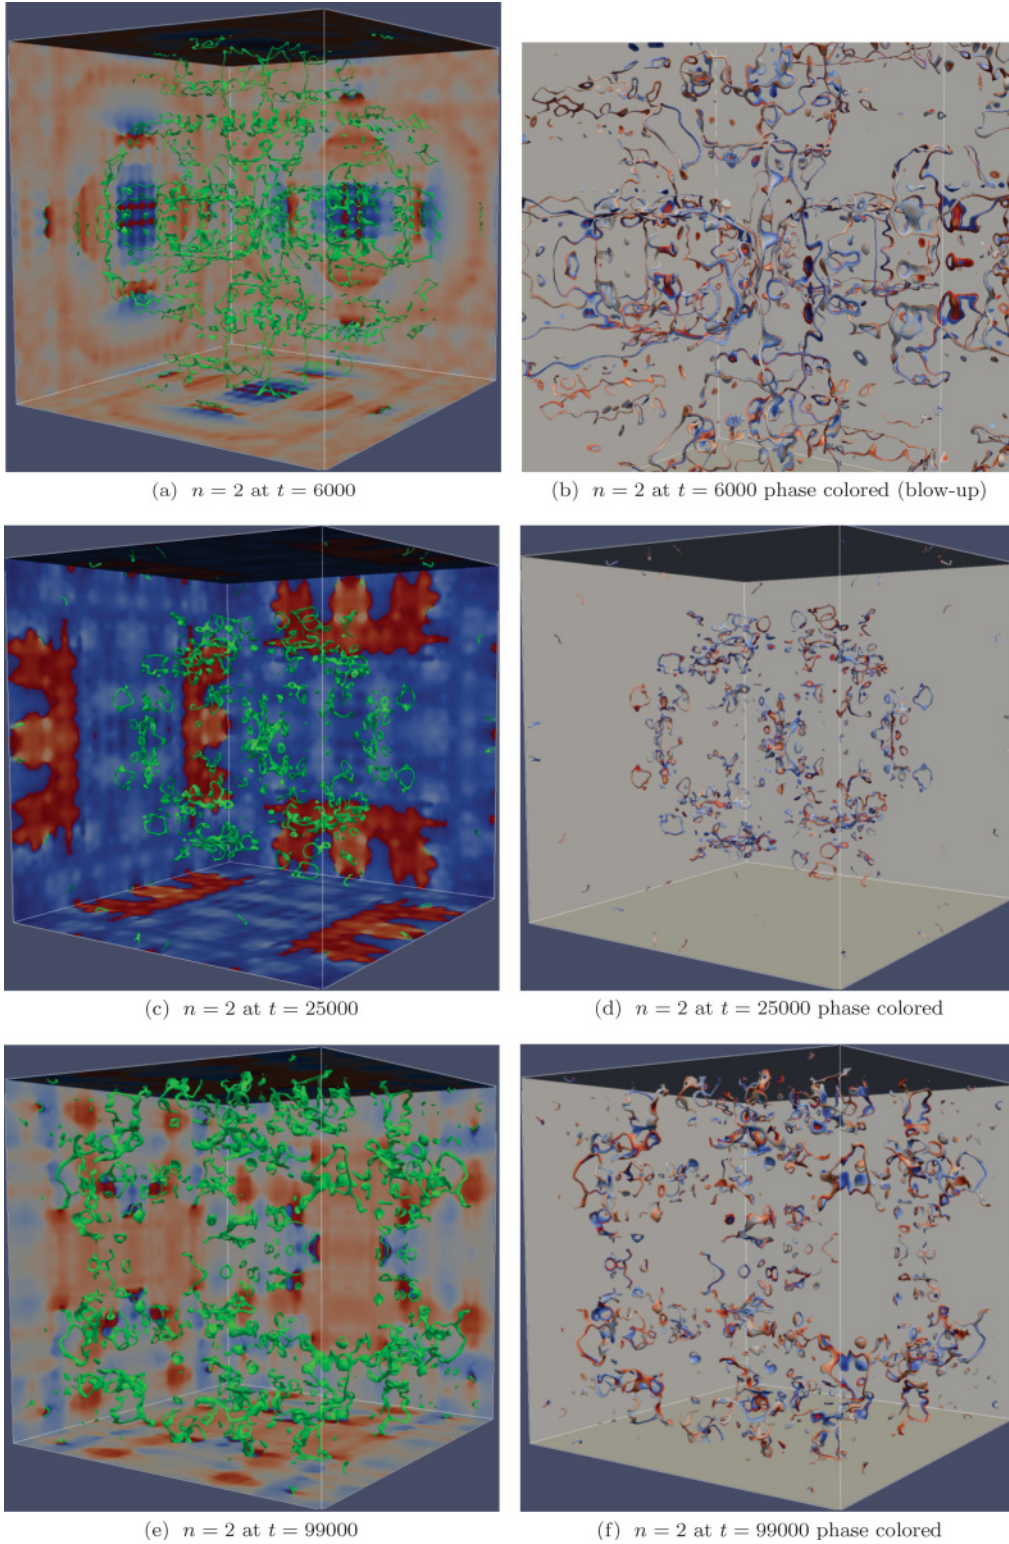 (a) n = 2 at t = 6000
(b) n = 2 at t = 6000 phase colored (blow-up)
(c) n = 2 at t = 25000
(d) n = 2 at t = 25000 phase colored
(e) n = 2 at t = 99000
(f) n = 2 at t = 99000 phase colored